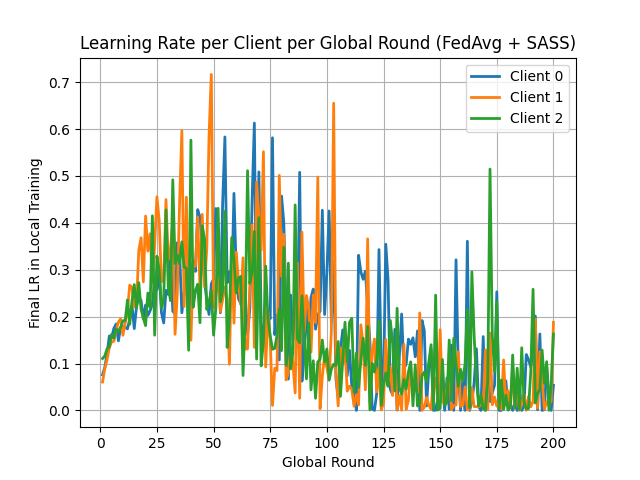 Learning Rate per Client per Global Round (FedAvg + SASS)
Client 0
Client 1
Client 2
Final LR in Local Training
0.7
0.6
0.5
0.4
0.3
0.2
0.1
0.0
0 25 50 75 100 125 150 175 200
Global Round